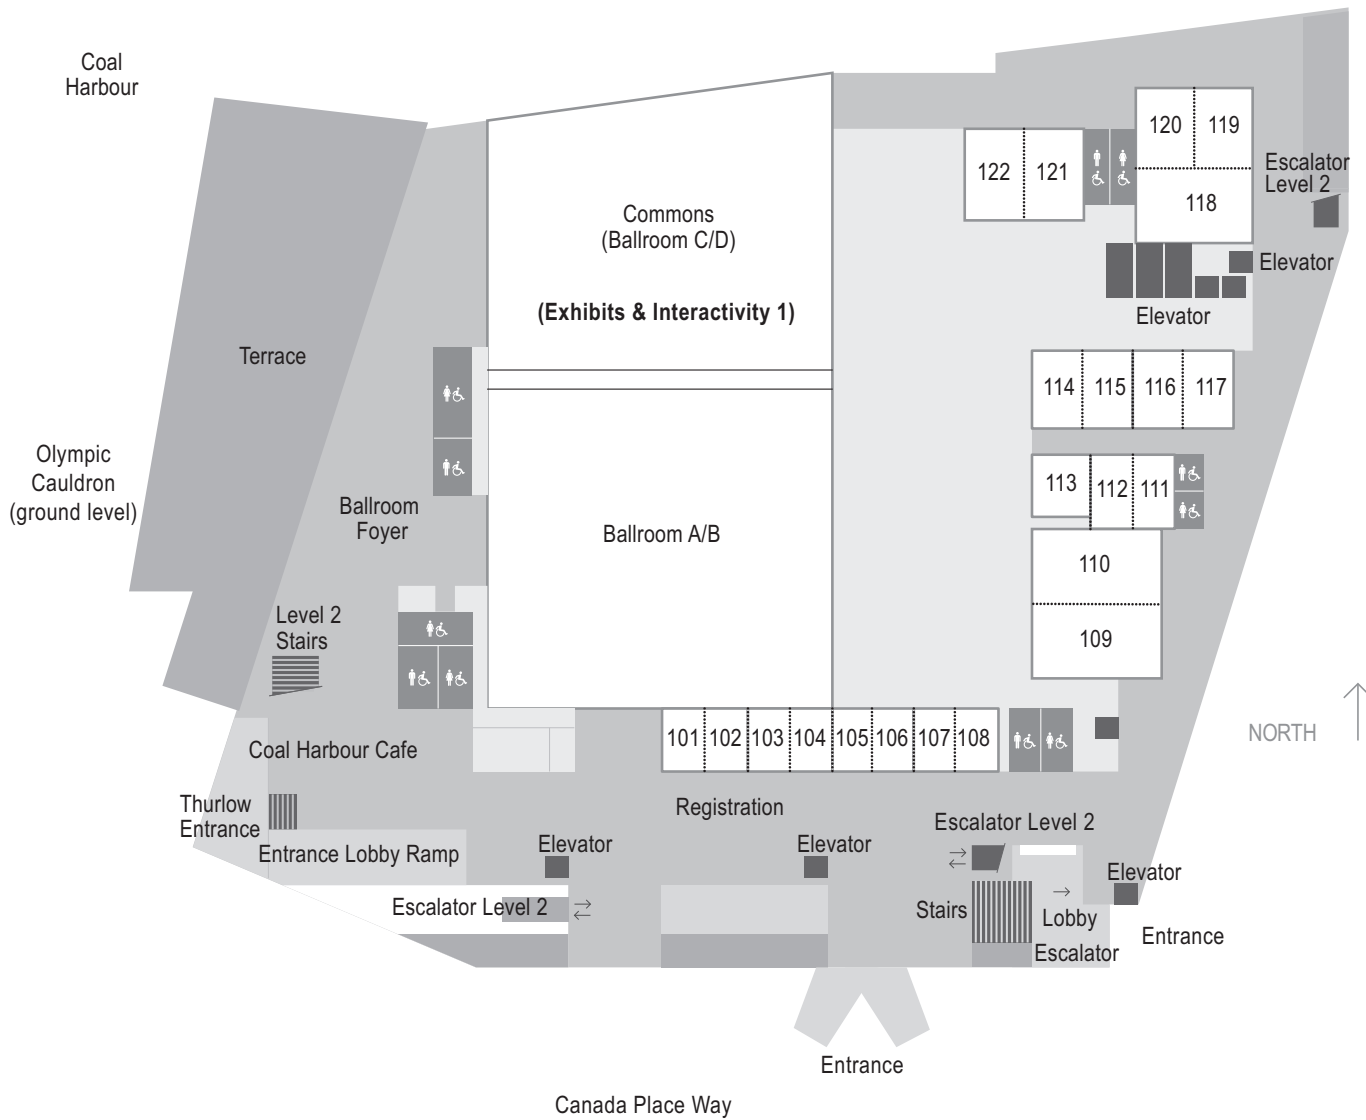 Coal
Harbour
120
119
Escalator
Level 2
122
121
118
Commons
(Ballroom C/D)
Elevator
(Exhibits & Interactivity 1)
Elevator
Terrace
114
115
116
117
Olympic
Cauldron
(ground level)
113
112
111
Ballroom
Foyer
Ballroom A/B
110
Level 2
Stairs
109
NORTH
101
102
103
104
105
106
107
108
Coal Harbour Cafe
Thurlow
Entrance
Registration
Escalator Level 2
Entrance Lobby Ramp
Elevator
Elevator
Elevator
Escalator Level 2
Stairs
Lobby
Entrance
Escalator
Entrance
Canada Place Way